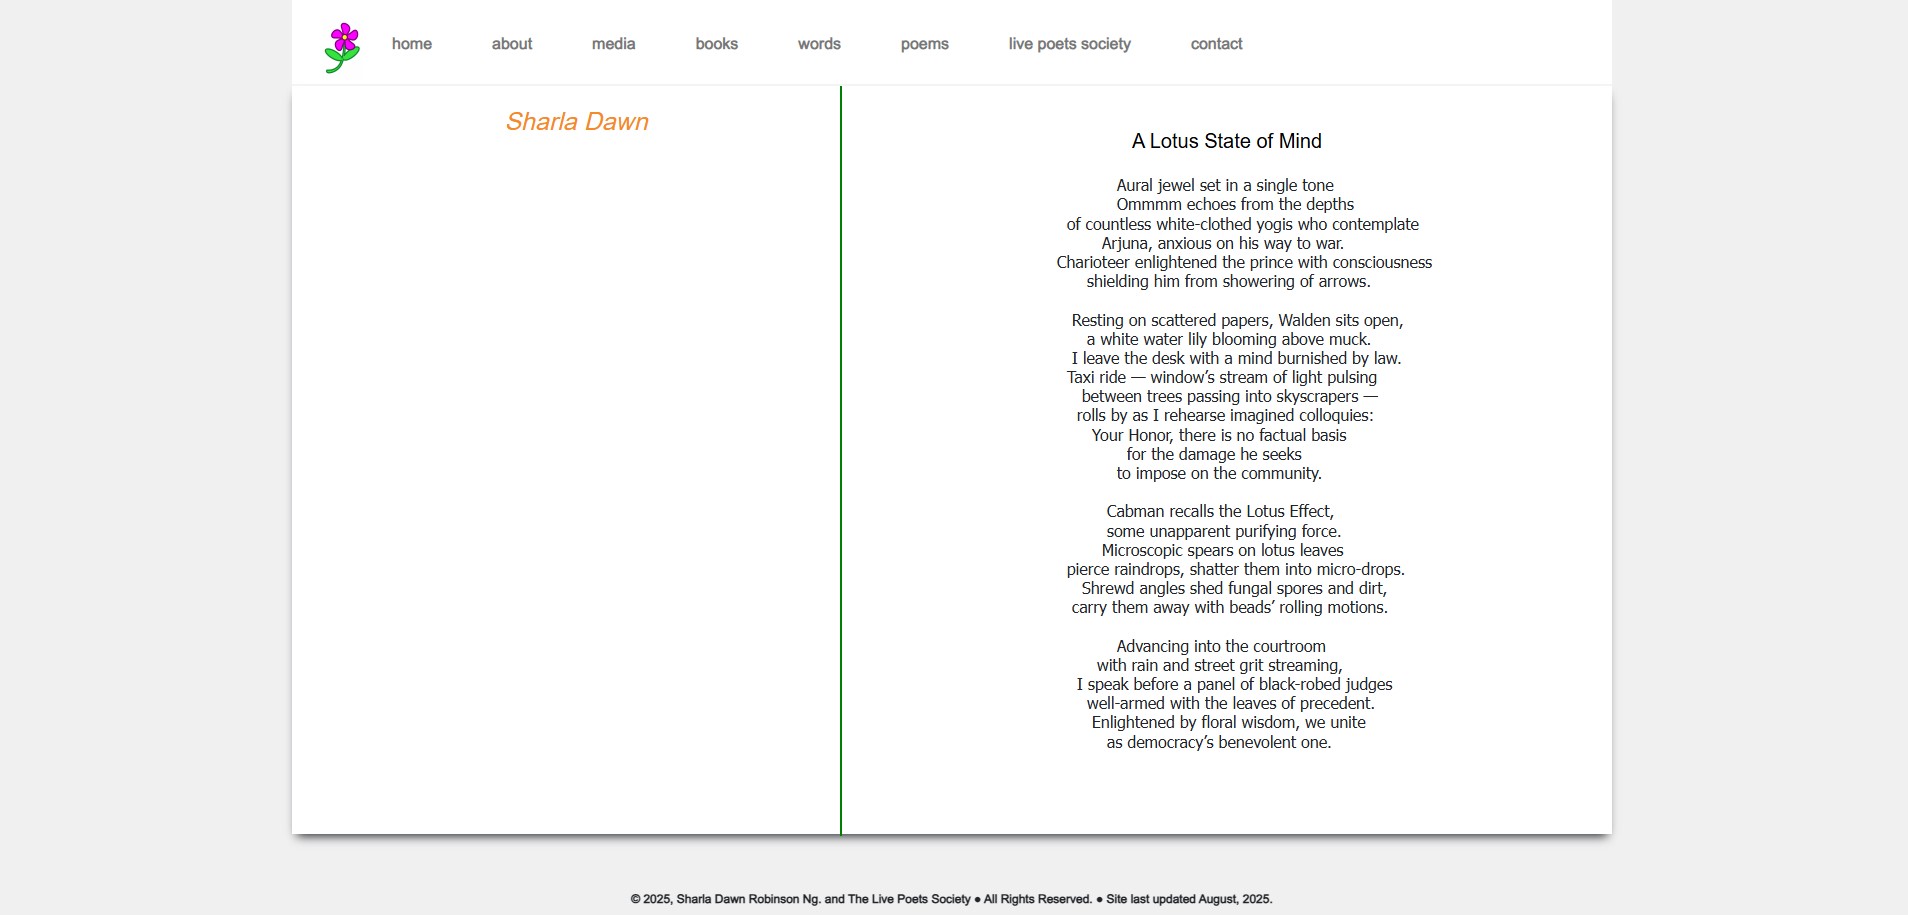 home about media books words poems live poets society contact
Sharla Dawn
A Lotus State of Mind
Aural jewel set in a single tone
Ommmm echoes from the depths
of countless white-clothed yogis who contemplate
Arjuna, anxious on his way to war.
Charioteer enlightened the prince with consciousness
shielding him from showering of arrows.
Resting on scattered papers, Walden sits open,
a white water lily blooming above muck.
I leave the desk with a mind burnished by law.
Taxi ride — window’s stream of light pulsing
between trees passing into skyscrapers —
rolls by as I rehearse imagined colloquies:
Your Honor, there is no factual basis
for the damage he seeks
to impose on the community.
Cabman recalls the Lotus Effect,
some unapparent purifying force.
Microscopic spears on lotus leaves
pierce raindrops, shatter them into micro-drops.
Shrewd angles shed fungal spores and dirt,
carry them away with beads’ rolling motions.
Advancing into the courtroom
with rain and street grit streaming,
I speak before a panel of black-robed judges
well-armed with the leaves of precedent.
Enlightened by floral wisdom, we unite
as democracy’s benevolent one.
© 2025, Sharla Dawn Robinson Ng. and The Live Poets Society ● All Rights Reserved. ● Site last updated August, 2025.